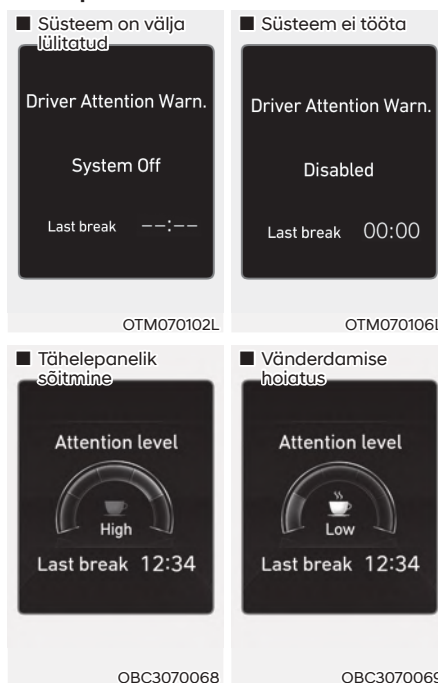 ■ Süsteem on välja
lülitatud
Driver Attention Warn.
System Off
Last break --:--
OTM070102L
■ Süsteem ei tööta
Driver Attention Warn.
Disabled
Last break 00:00
OTM070106L
■ Tähelepanelik
sõitmine
Attention level
High
Last break 12:34
OBC3070068
■ Vänderdamise
hoiatus
Attention level
Low
Last break 12:34
OBC3070069